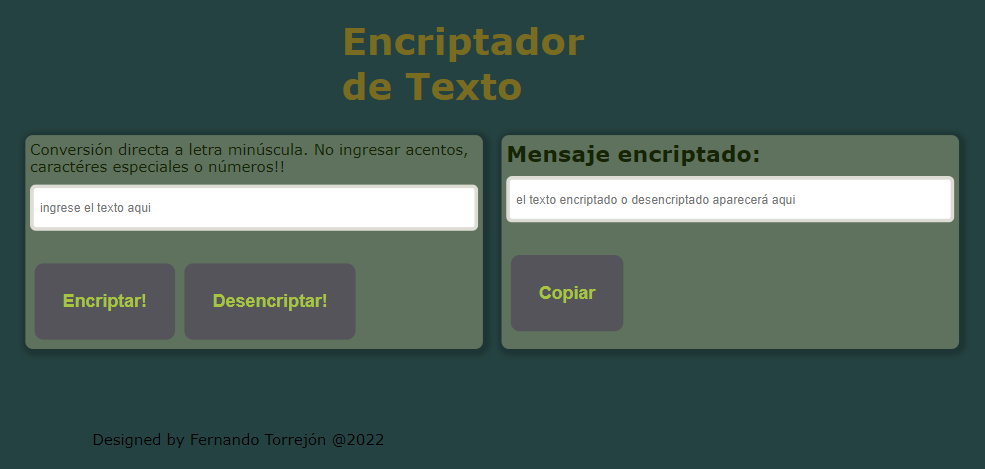 Encriptador
de Texto
Conversión directa a letra minúscula. No ingresar acentos,
caractéres especiales o números!!
ingrese el texto aqui
Encriptar!
Desencriptar!
Mensaje encriptado:
el texto encriptado o desencriptado aparecerá aqui
Copiar
Designed by Fernando Torrejón @2022